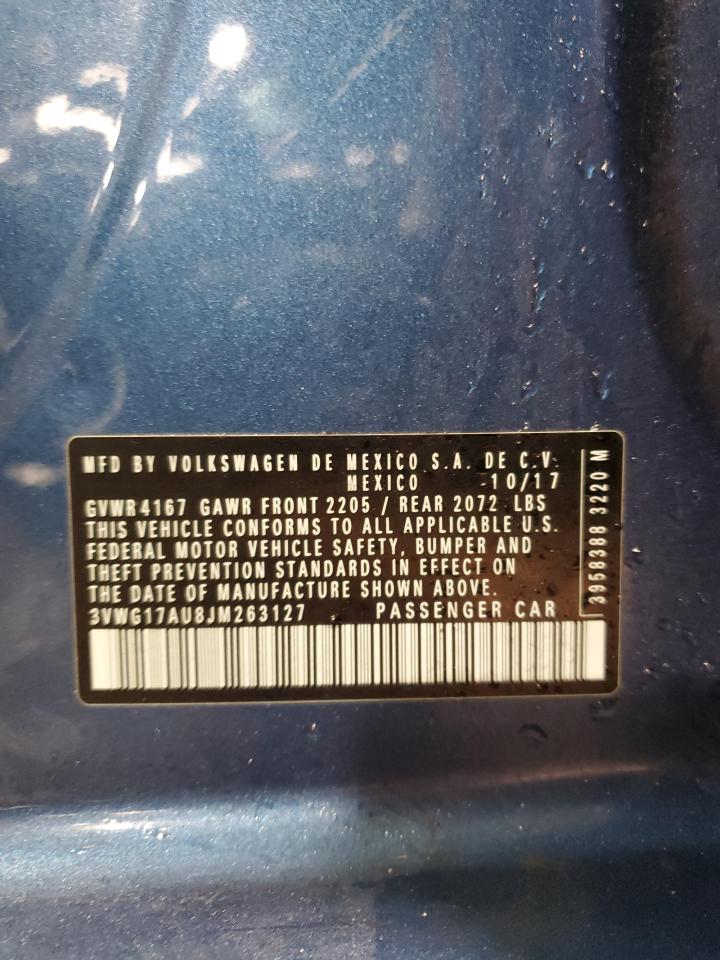 MFD BY VOLKSWAGEN DE MEXICO S.A. DE C.V.
MEXICO -10/17
GVWR 4167 GAWR FRONT 2205 / REAR 2072 LBS
THIS VEHICLE CONFORMS TO ALL APPLICABLE U.S.
FEDERAL MOTOR VEHICLE SAFETY, BUMPER AND
THEFT PREVENTION STANDARDS IN EFFECT ON
THE DATE OF MANUFACTURE SHOWN ABOVE.
3VWG17AU8JM263127 PASSENGER CAR
3958388 3220 M